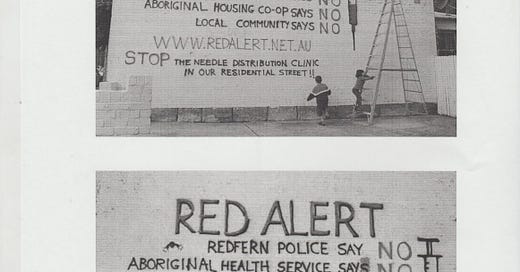 ABORIGINAL HOUSING CO-OP SAYS NO
LOCAL COMMUNITY SAYS NO
WWW.REDALERT.NET.AU
STOP THE NEEDLE DISTRIBUTION CLINIC
IN OUR RESIDENTIAL STREET!!
RED ALERT
REDFERN POLICE SAY NO
ABORIGINAL HEALTH SERVICE SAYS NO